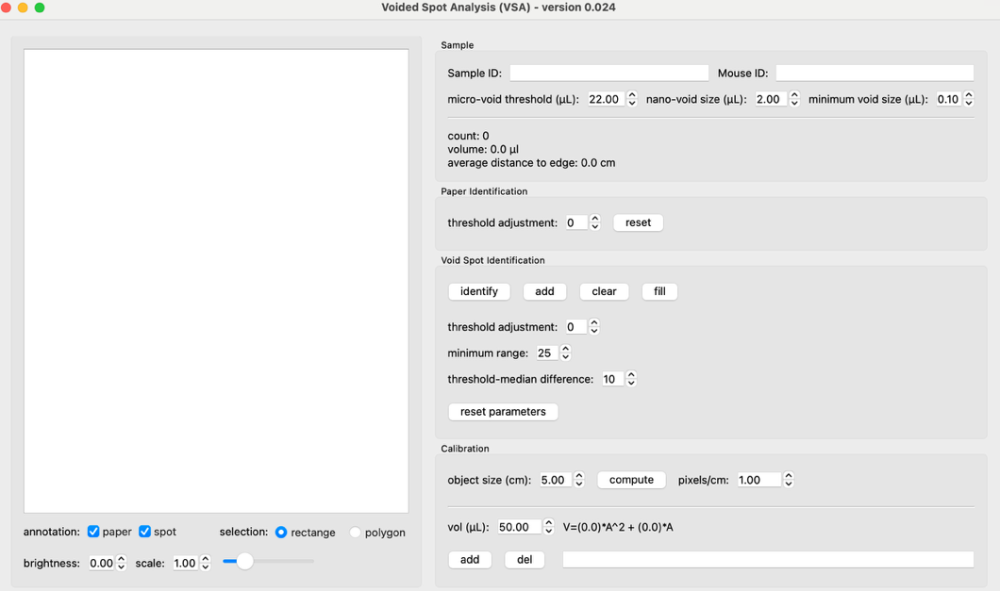 Voided Spot Analysis (VSA) - version 0.024
Sample
Sample ID: Mouse ID:
micro-void threshold (µL): 22.00 nano-void size (µL): 2.00 minimum void size (µL): 0.10
count: 0
volume: 0.0 µl
average distance to edge: 0.0 cm
Paper Identification
threshold adjustment: 0 reset
Void Spot Identification
identify add clear fill
threshold adjustment: 0
minimum range: 25
threshold-median difference: 10
reset parameters
Calibration
object size (cm): 5.00 compute pixels/cm: 1.00
vol (µL): 50.00 V=(0.0)*A^2 + (0.0)*A
add del
annotation: paper spot selection: rectange polygon
brightness: 0.00 scale: 1.00